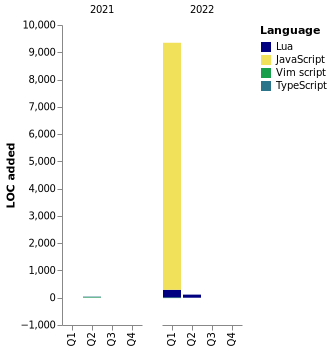 2021
2022
Language
Lua
JavaScript
Vim script
TypeScript
LOC added
10,000
9,000
8,000
7,000
6,000
5,000
4,000
3,000
2,000
1,000
0
−1,000
Q1
Q2
Q3
Q4
Q1
Q2
Q3
Q4